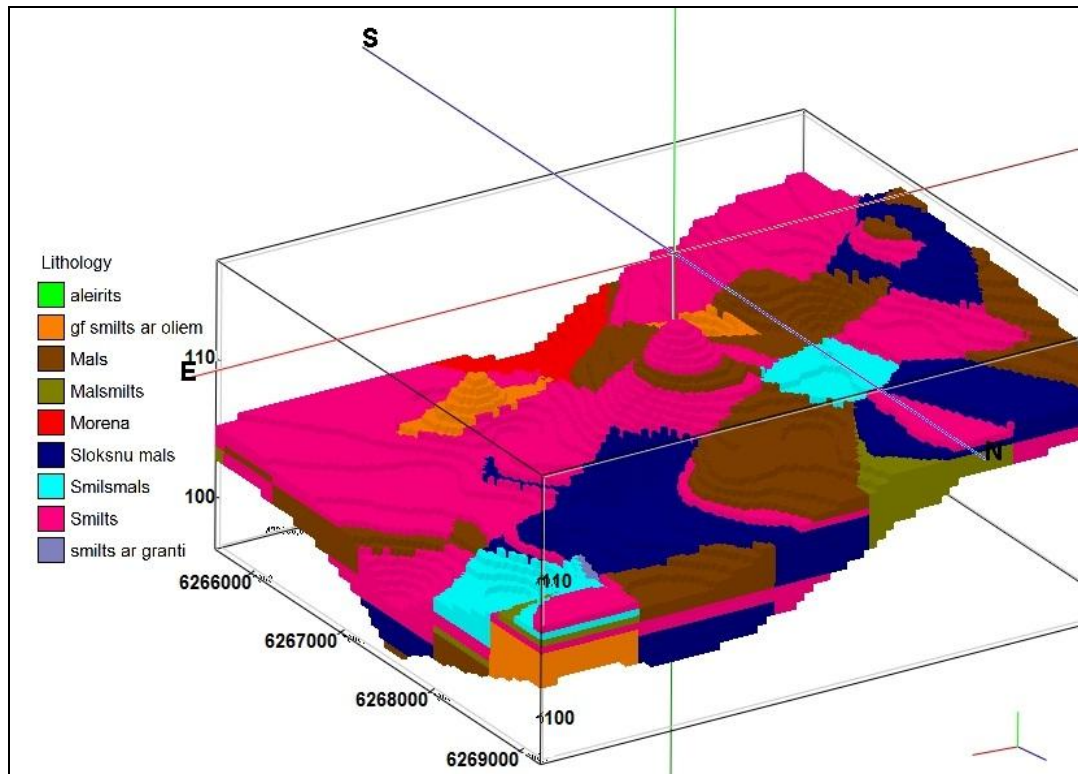 S
Lithology
aleirits
gf smilts ar oliem
Mals
Malsmilts
Morena
Sloksnu mals
Smilsmals
Smilts
smilts ar granti
E
110
100
N
6266000
6267000
6268000
6269000
110
100